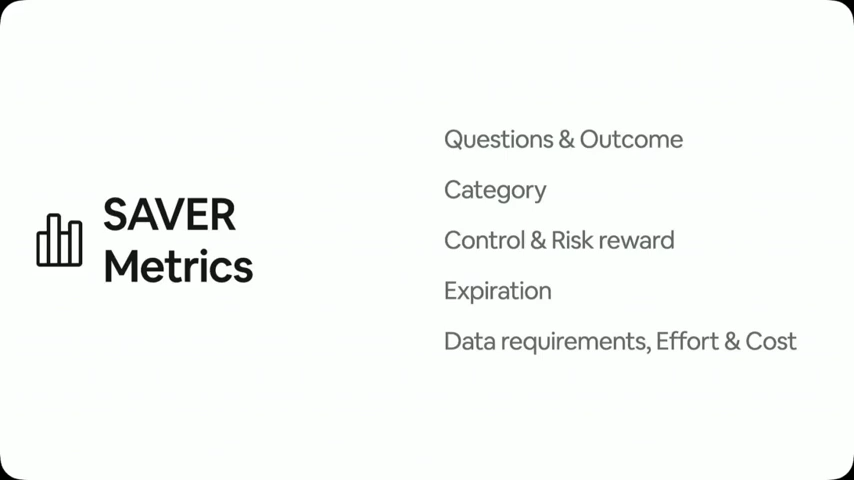 SAVER
Metrics
Questions & Outcome
Category
Control & Risk reward
Expiration
Data requirements, Effort & Cost